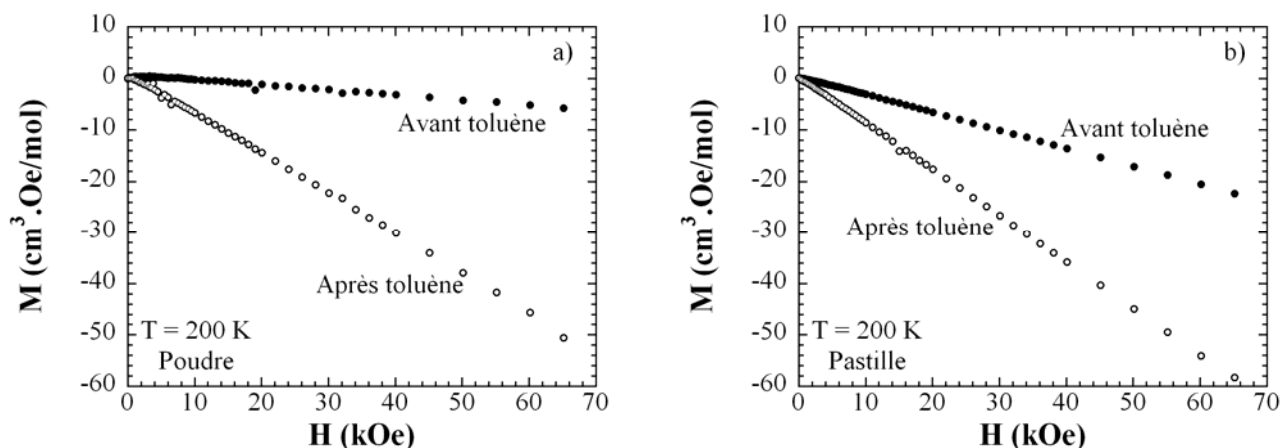 10
0
-10
-20
-30
-40
-50
-60
M (cm³.Oe/mol)
a)
Avant toluène
Après toluène
T = 200 K
Poudre
0 10 20 30 40 50 60 70
H (kOe)
10
0
-10
-20
-30
-40
-50
-60
M (cm³.Oe/mol)
b)
Avant toluène
Après toluène
T = 200 K
Pastille
0 10 20 30 40 50 60 70
H (kOe)